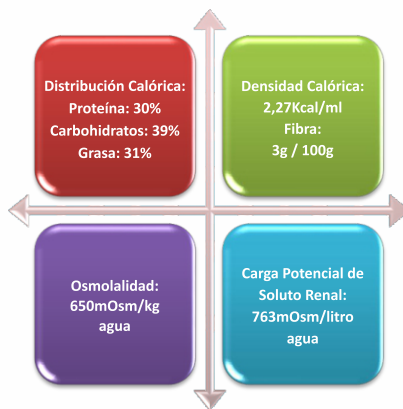 Distribución Calórica:
Proteína: 30%
Carbohidratos: 39%
Grasa: 31%
Densidad Calórica:
2,27Kcal/ml
Fibra:
3g / 100g
Osmolalidad:
650mOsm/kg
agua
Carga Potencial de
Soluto Renal:
763mOsm/litro
agua